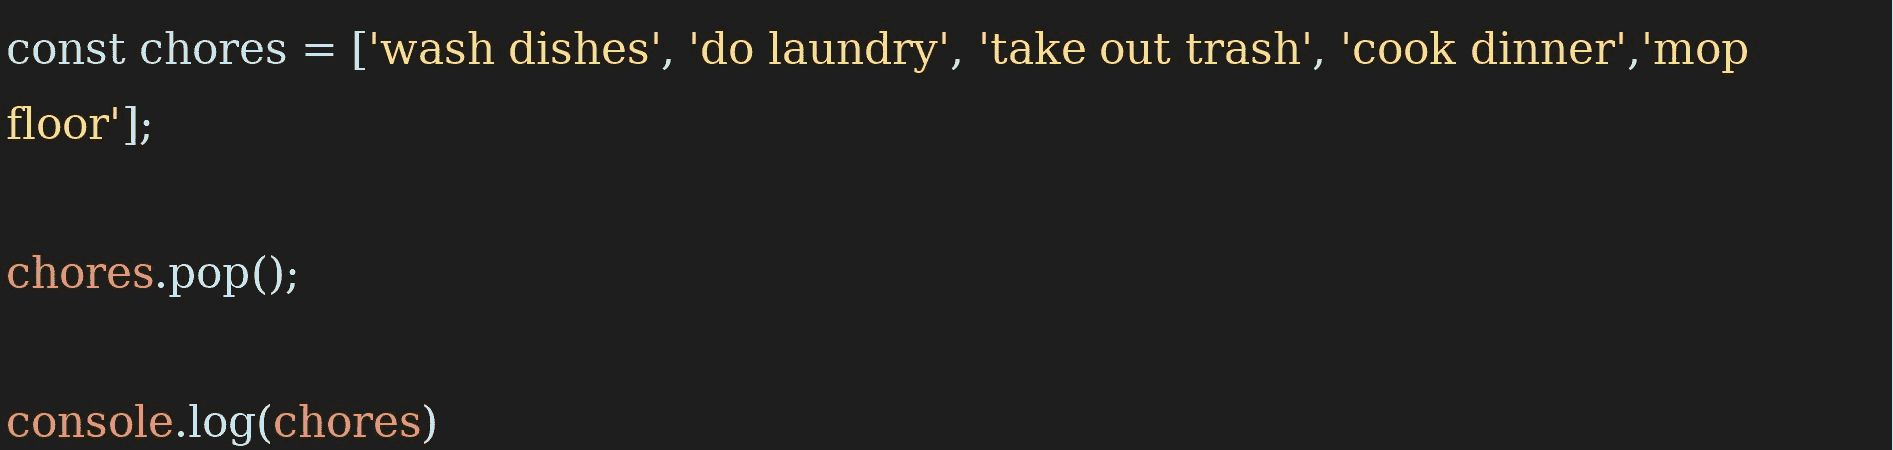 const chores = ['wash dishes', 'do laundry', 'take out trash', 'cook dinner','mop
floor'];
chores.pop();
console.log(chores)